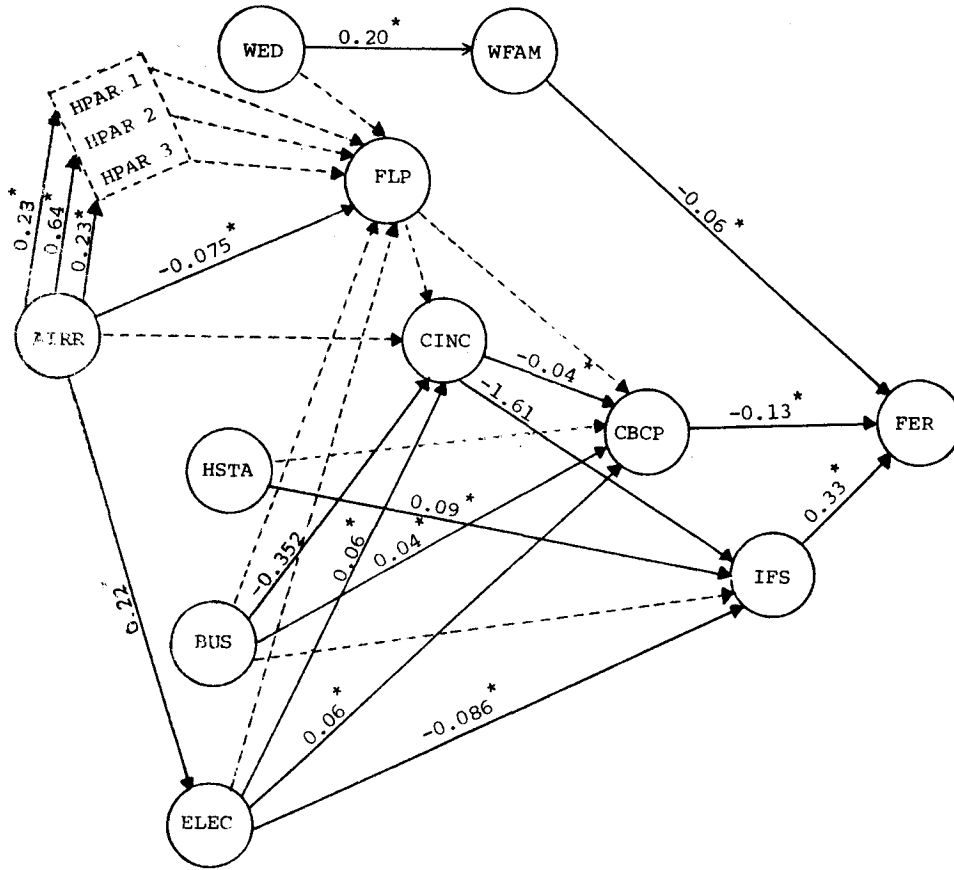 WED
0.20*
WFAM
HPAR 1
HPAR 2
HPAR 3
FLP
0.23*
0.64*
0.23*
-0.075*
-0.06*
AIRR
CINC
-0.04*
-1.61
CBCP
-0.13*
FER
HSTA
0.09*
0.33*
-0.352
0.06*
0.04*
IFS
0.22
BUS
0.06*
-0.086*
ELEC